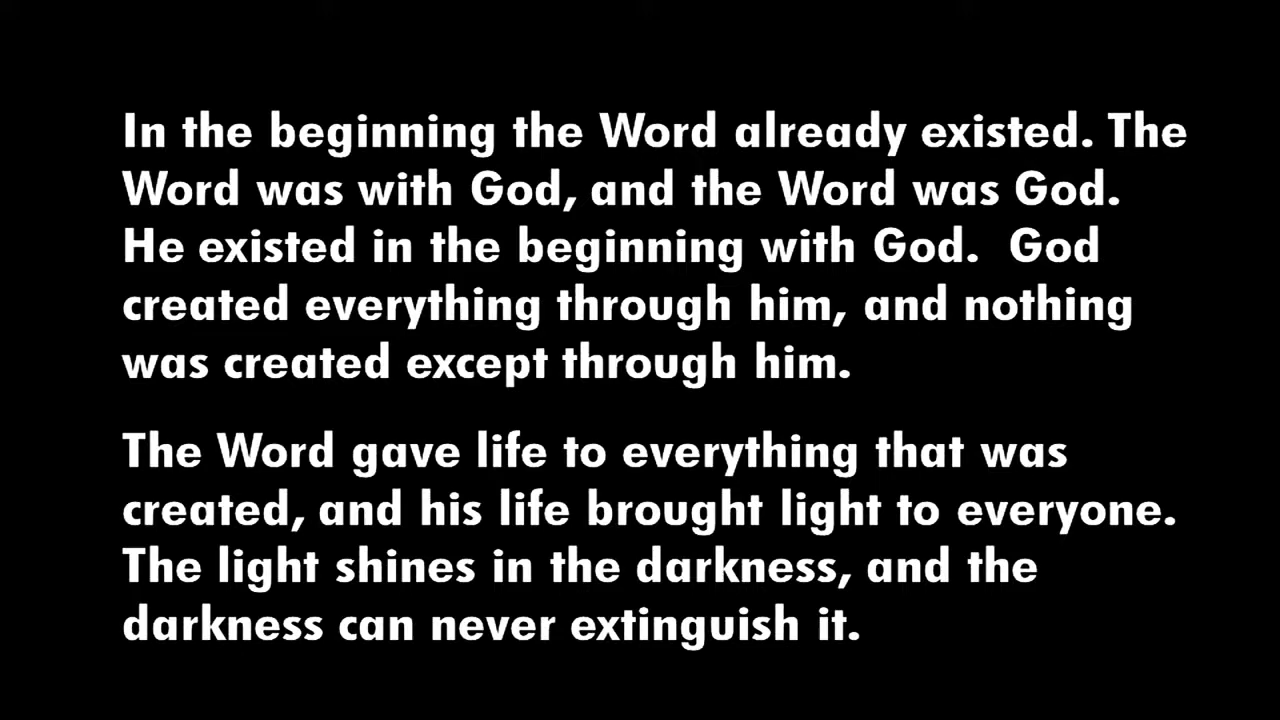 In the beginning the Word already existed. The
Word was with God, and the Word was God.
He existed in the beginning with God.  God
created everything through him, and nothing
was created except through him.
The Word gave life to everything that was
created, and his life brought light to everyone.
The light shines in the darkness, and the
darkness can never extinguish it.